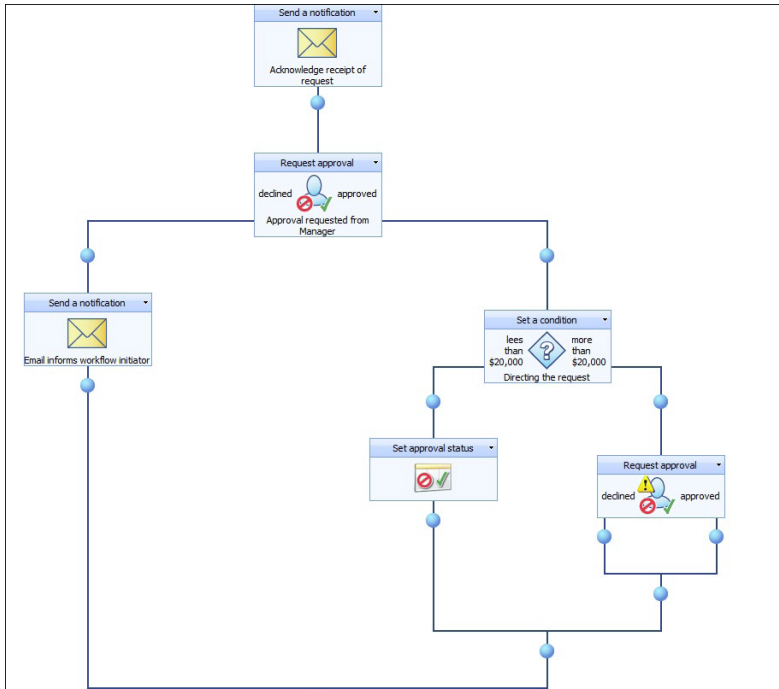 Send a notification
Acknowledge receipt of
request
Request approval
declined
approved
Approval requested from
Manager
Send a notification
Email informs workflow initiator
Set a condition
lees
than
$20,000
more
than
$20,000
Directing the request
Set approval status
Request approval
declined
approved